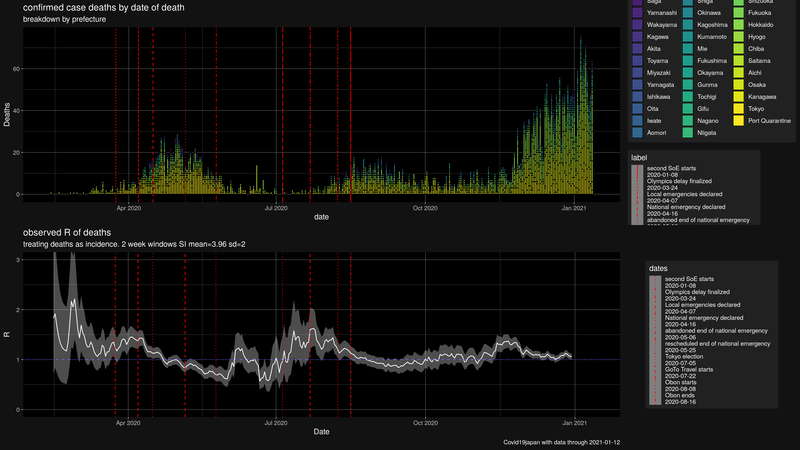 confirmed case deaths by date of death
breakdown by prefecture
Deaths
60
40
20
0
Apr 2020
Jul 2020
Oct 2020
Jan 2021
date
Saga
Shiga
Shizuoka
Yamanashi
Okinawa
Fukuoka
Wakayama
Kagoshima
Hokkaido
Kagawa
Kumamoto
Hyogo
Akita
Mie
Chiba
Toyama
Fukushima
Saitama
Miyazaki
Okayama
Aichi
Yamagata
Gunma
Osaka
Ishikawa
Tochigi
Kanagawa
Oita
Gifu
Tokyo
Iwate
Nagano
Port Quarantine
Aomori
Niigata
label
second SoE starts
2020-01-08
Olympics delay finalized
2020-03-24
Local emergencies declared
2020-04-07
National emergency declared
2020-04-16
abandoned end of national emergency
observed R of deaths
treating deaths as incidence. 2 week windows SI mean=3.96 sd=2
R
3
2
1
0
Apr 2020
Jul 2020
Oct 2020
Jan 2021
Date
dates
second SoE starts
2020-01-08
Olympics delay finalized
2020-03-24
Local emergencies declared
2020-04-07
National emergency declared
2020-04-16
abandoned end of national emergency
2020-05-06
rescheduled end of national emergency
2020-05-25
Tokyo election
2020-07-05
GoTo Travel starts
2020-07-22
Obon starts
2020-08-08
Obon ends
2020-08-16
Covid19japan with data through 2021-01-12